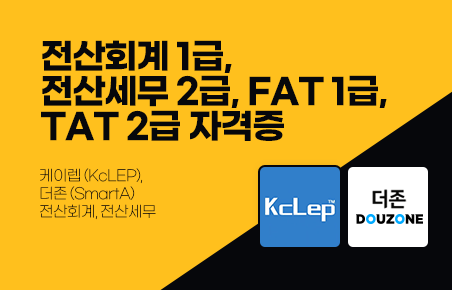 전산회계 1급,
전산세무 2급, FAT 1급,
TAT 2급 자격증
케이렙 (KcLEP),
더존 (SmartA)
전산회계, 전산세무
KcLep™
더존
DOUZONE